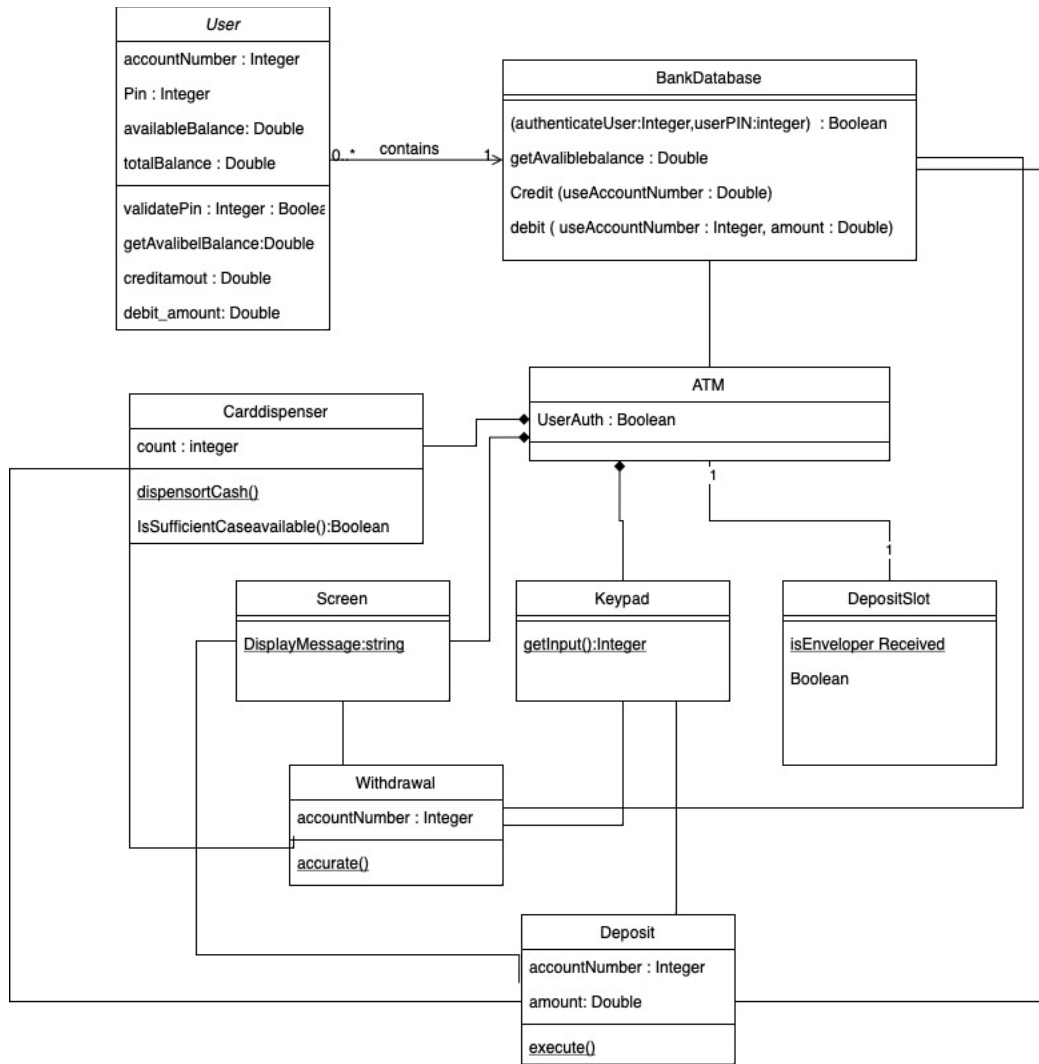 User
accountNumber : Integer
Pin : Integer
availableBalance: Double
totalBalance : Double
validatePin : Integer : Boolea
getAvalibelBalance:Double
creditamout : Double
debit_amount: Double
0..*
contains
1
BankDatabase
(authenticateUser:Integer,userPIN:integer) : Boolean
getAvaliblebalance : Double
Credit (useAccountNumber : Double)
debit ( useAccountNumber : Integer, amount : Double)
ATM
UserAuth : Boolean
Carddispenser
count : integer
dispensortCash()
IsSufficientCaseavailable():Boolean
1
1
Screen
DisplayMessage:string
Keypad
getInput():Integer
DepositSlot
isEnveloper Received
Boolean
Withdrawal
accountNumber : Integer
accurate()
Deposit
accountNumber : Integer
amount: Double
execute()